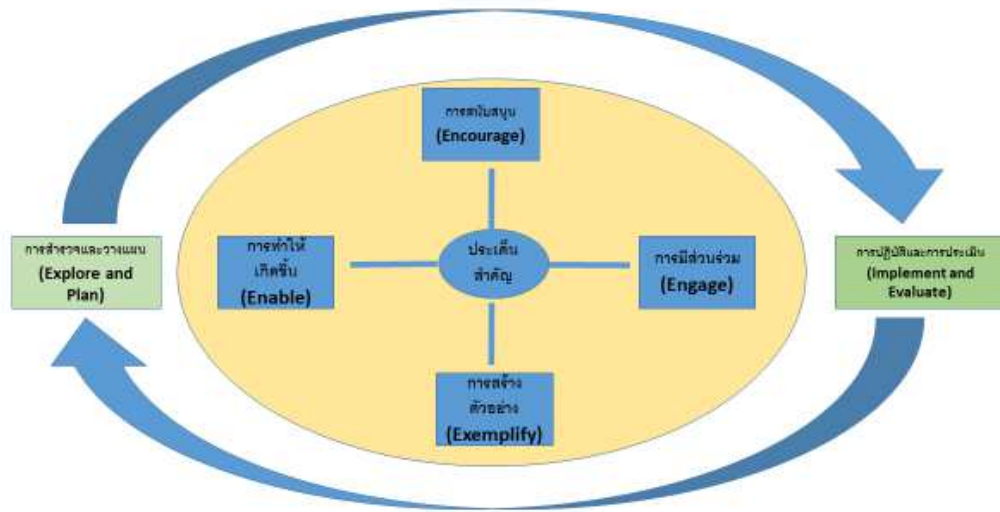 การสนับสนุน
(Encourage)
การสำรวจและวางแผน
(Explore and
Plan)
การทำให้
เกิดขึ้น
(Enable)
ประเด็น
สำคัญ
การมีส่วนร่วม
(Engage)
การปฏิบัติและการประเมิน
(Implement and
Evaluate)
การสร้าง
ตัวอย่าง
(Exemplify)